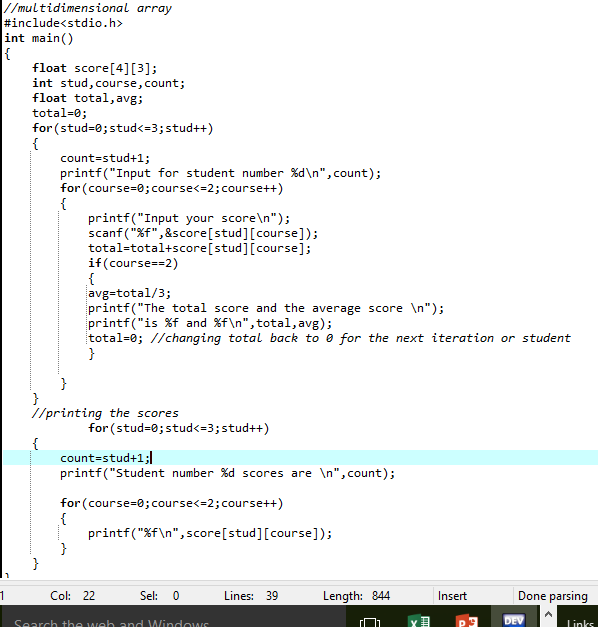 //multidimensional array
#include<stdio.h>
int main()
{
float score[4][3];
int stud,course,count;
float total,avg;
total=0;
for(stud=0;stud<=3;stud++)
{
count=stud+1;
printf("Input for student number %d\n",count);
for(course=0;course<=2;course++)
{
printf("Input your score\n");
scanf("%f",&score[stud][course]);
total=total+score[stud][course];
if(course==2)
{
avg=total/3;
printf("The total score and the average score \n");
printf("is %f and %f\n",total,avg);
total=0; //changing total back to 0 for the next iteration or student
}
}
}
//printing the scores
for(stud=0;stud<=3;stud++)
{
count=stud+1;
printf("Student number %d scores are \n",count);
for(course=0;course<=2;course++)
{
printf("%f\n",score[stud][course]);
}
}
1 Col: 22 Sel: 0 Lines: 39 Length: 844 Insert Done parsing
Search the web and Windows DEV Links